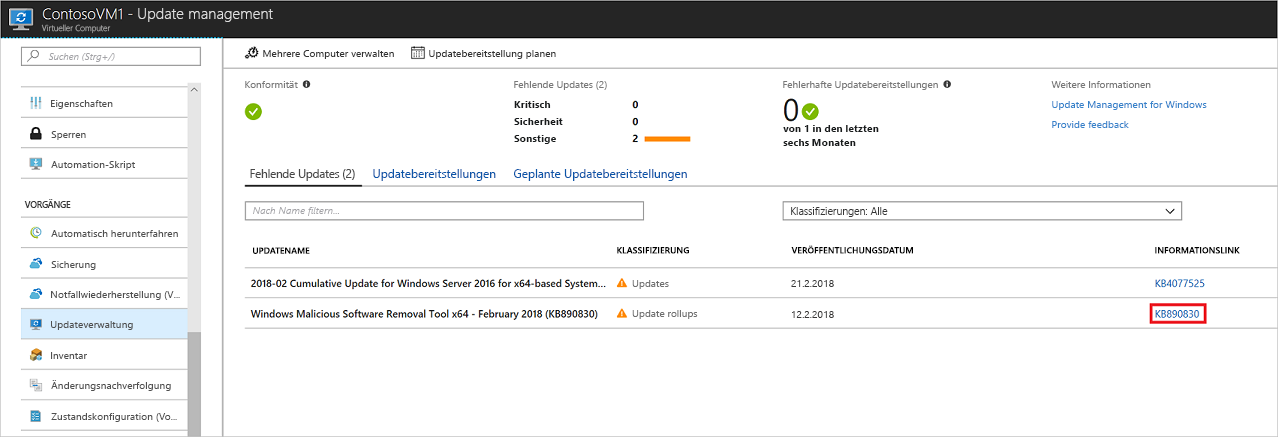 ContosoVM1 - Update management
Virtueller Computer
Suchen (Strg+/)
Eigenschaften
Sperren
Automation-Skript
VORGÄNGE
Automatisch herunterfahren
Sicherung
Notfallwiederherstellung (V...
Updateverwaltung
Inventar
Änderungsnachverfolgung
Zustandskonfiguration (Vo...
Mehrere Computer verwalten
Updatebereitstellung planen
Konformität
Fehlende Updates (2)
Kritisch 0
Sicherheit 0
Sonstige 2
Fehlerhafte Updatebereitstellungen
0
von 1 in den letzten
sechs Monaten
Weitere Informationen
Update Management for Windows
Provide feedback
Fehlende Updates (2) Updatebereitstellungen Geplante Updatebereitstellungen
Nach Name filtern... Klassifizierungen: Alle
UPDATENAME KLASSIFIZIERUNG VERÖFFENTLICHUNGSDATUM INFORMATIONSLINK
2018-02 Cumulative Update for Windows Server 2016 for x64-based System... Updates 21.2.2018 KB4077525
Windows Malicious Software Removal Tool x64 - February 2018 (KB890830) Update rollups 12.2.2018 KB890830